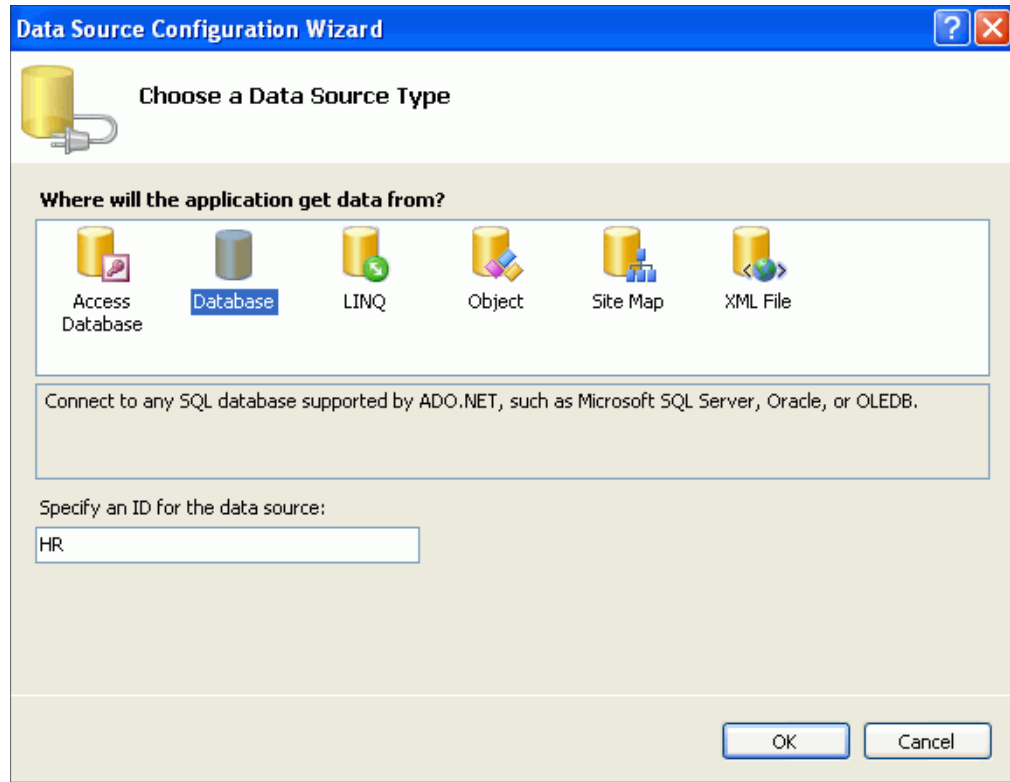 Data Source Configuration Wizard
Choose a Data Source Type
Where will the application get data from?
Access
Database
Database
LINQ
Object
Site Map
XML File
Connect to any SQL database supported by ADO.NET, such as Microsoft SQL Server, Oracle, or OLEDB.
Specify an ID for the data source:
HR
OK
Cancel